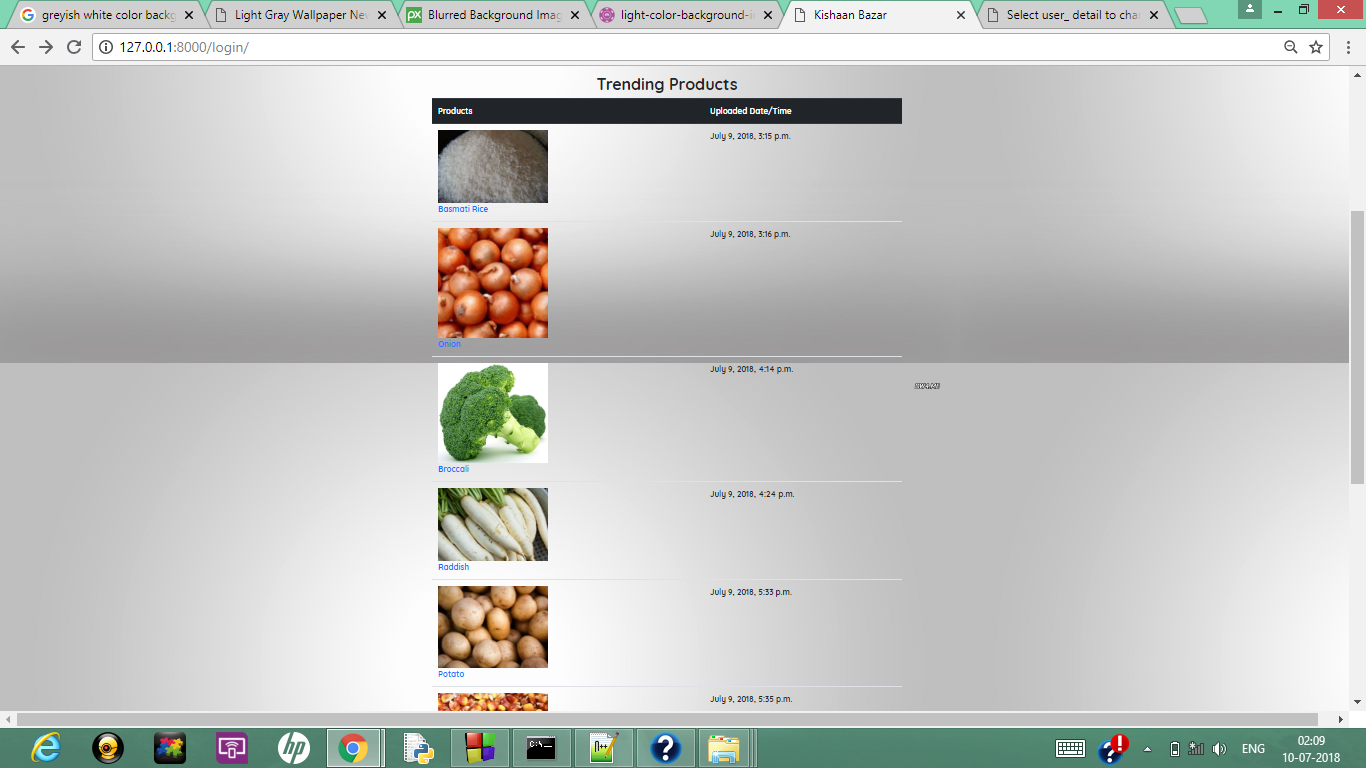 greyish white color backg
Light Gray Wallpaper Nev
Blurred Background Imag
light-color-background-i
Kishaan Bazar
Select user_ detail to cha
127.0.0.1:8000/login/
Trending Products
Products Uploaded Date/Time
July 9, 2018, 3:15 p.m.
Basmati Rice
July 9, 2018, 3:16 p.m.
Onion
July 9, 2018, 4:14 p.m.
Broccali
July 9, 2018, 4:24 p.m.
Raddish
July 9, 2018, 5:33 p.m.
Potato
July 9, 2018, 5:35 p.m.
ENG
02:09
10-07-2018